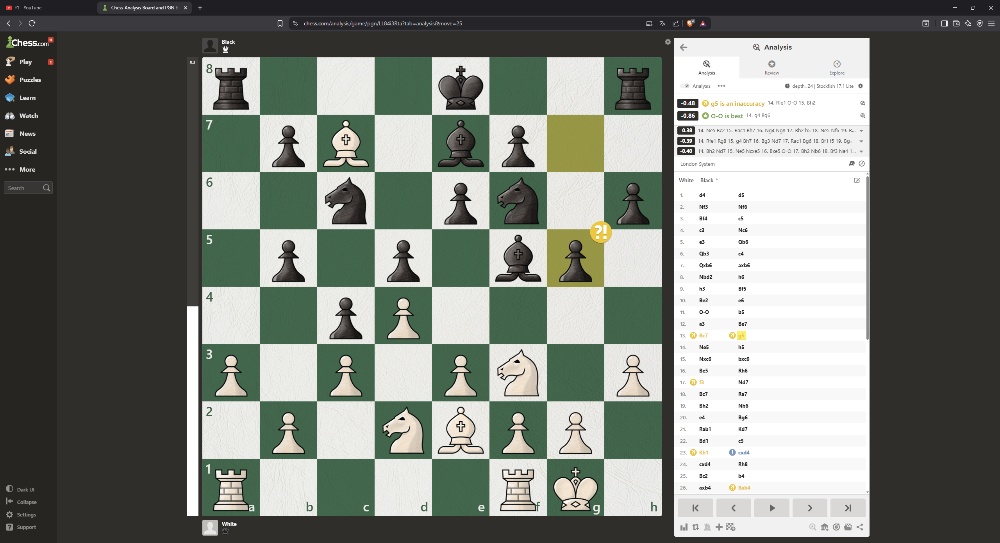 f1 - YouTube
Chess Analysis Board and PGN E
chess.com/analysis/game/pgn/LL84i3Rta?tab=analysis&move=25
4
Chess.com
11
Play
1
Puzzles
Learn
Watch
News
Social
More
Search
Dark UI
Collapse
Settings
Support
Black
0.3
8
7
6
5
?!
4
3
2
1
a
b
c
d
e
f
g
h
White
Analysis
Analysis
Review
Explore
Analysis
depth=24 | Stockfish 17.1 Lite
-0.48 ?! g5 is an inaccuracy 14. Rfe1 O-O 15. Bh2
-0.86 O-O is best 14. g4 Bg6
-0.38 14. Ne5 Bc2 15. Rac1 Bh7 16. Ng4 Ng8 17. Bh2 h5 18. Ne5 Nf6 19. R...
-0.39 14. Rfe1 Rg8 15. g4 Bh7 16. Bg3 Nd7 17. Rac1 Bg6 18. Bf1 f5 19. Bg...
-0.40 14. Bh2 Nd7 15. Ne5 Ncxe5 16. Bxe5 O-O 17. Bh2 Nb6 18. Bf3 Na4 1...
London System
White - Black *
1. d4 d5
2. Nf3 Nf6
3. Bf4 c5
4. c3 Nc6
5. e3 Qb6
6. Qb3 c4
7. Qxb6 axb6
8. Nbd2 h6
9. h3 Bf5
10. Be2 e6
11. O-O b5
12. a3 Be7
13. ?! Bc7 ?! g5
14. Ne5 h5
15. Nxc6 bxc6
16. Be5 Rh6
17. ?! f3 Nd7
18. Bc7 Ra7
19. Bh2 Nb6
20. e4 Bg6
21. Rab1 Kd7
22. Bd1 c5
23. ?! Kh1 ! cxd4
24. cxd4 Rh8
25. Bc2 b4
26. axb4 ?! Bxb4